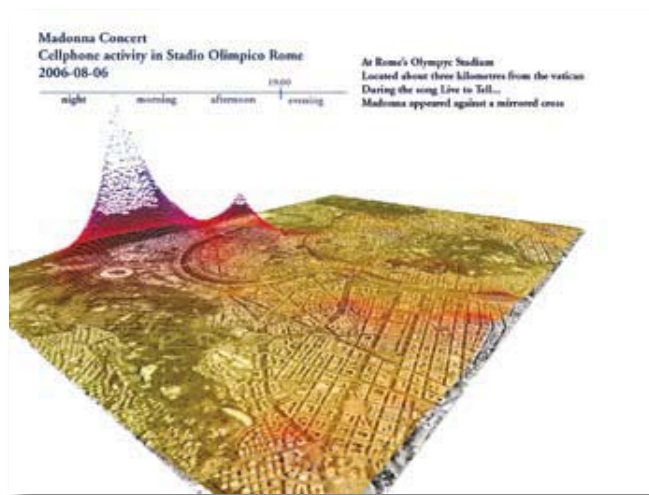 Madonna Concert
Cellphone activity in Stadio Olimpico Rome
2006-08-06
19:00
night morning afternoon evening
At Rome's Olympyc Stadium
Located about three kilometres from the vatican
During the song Live to Tell...
Madonna appeared against a mirrored cross